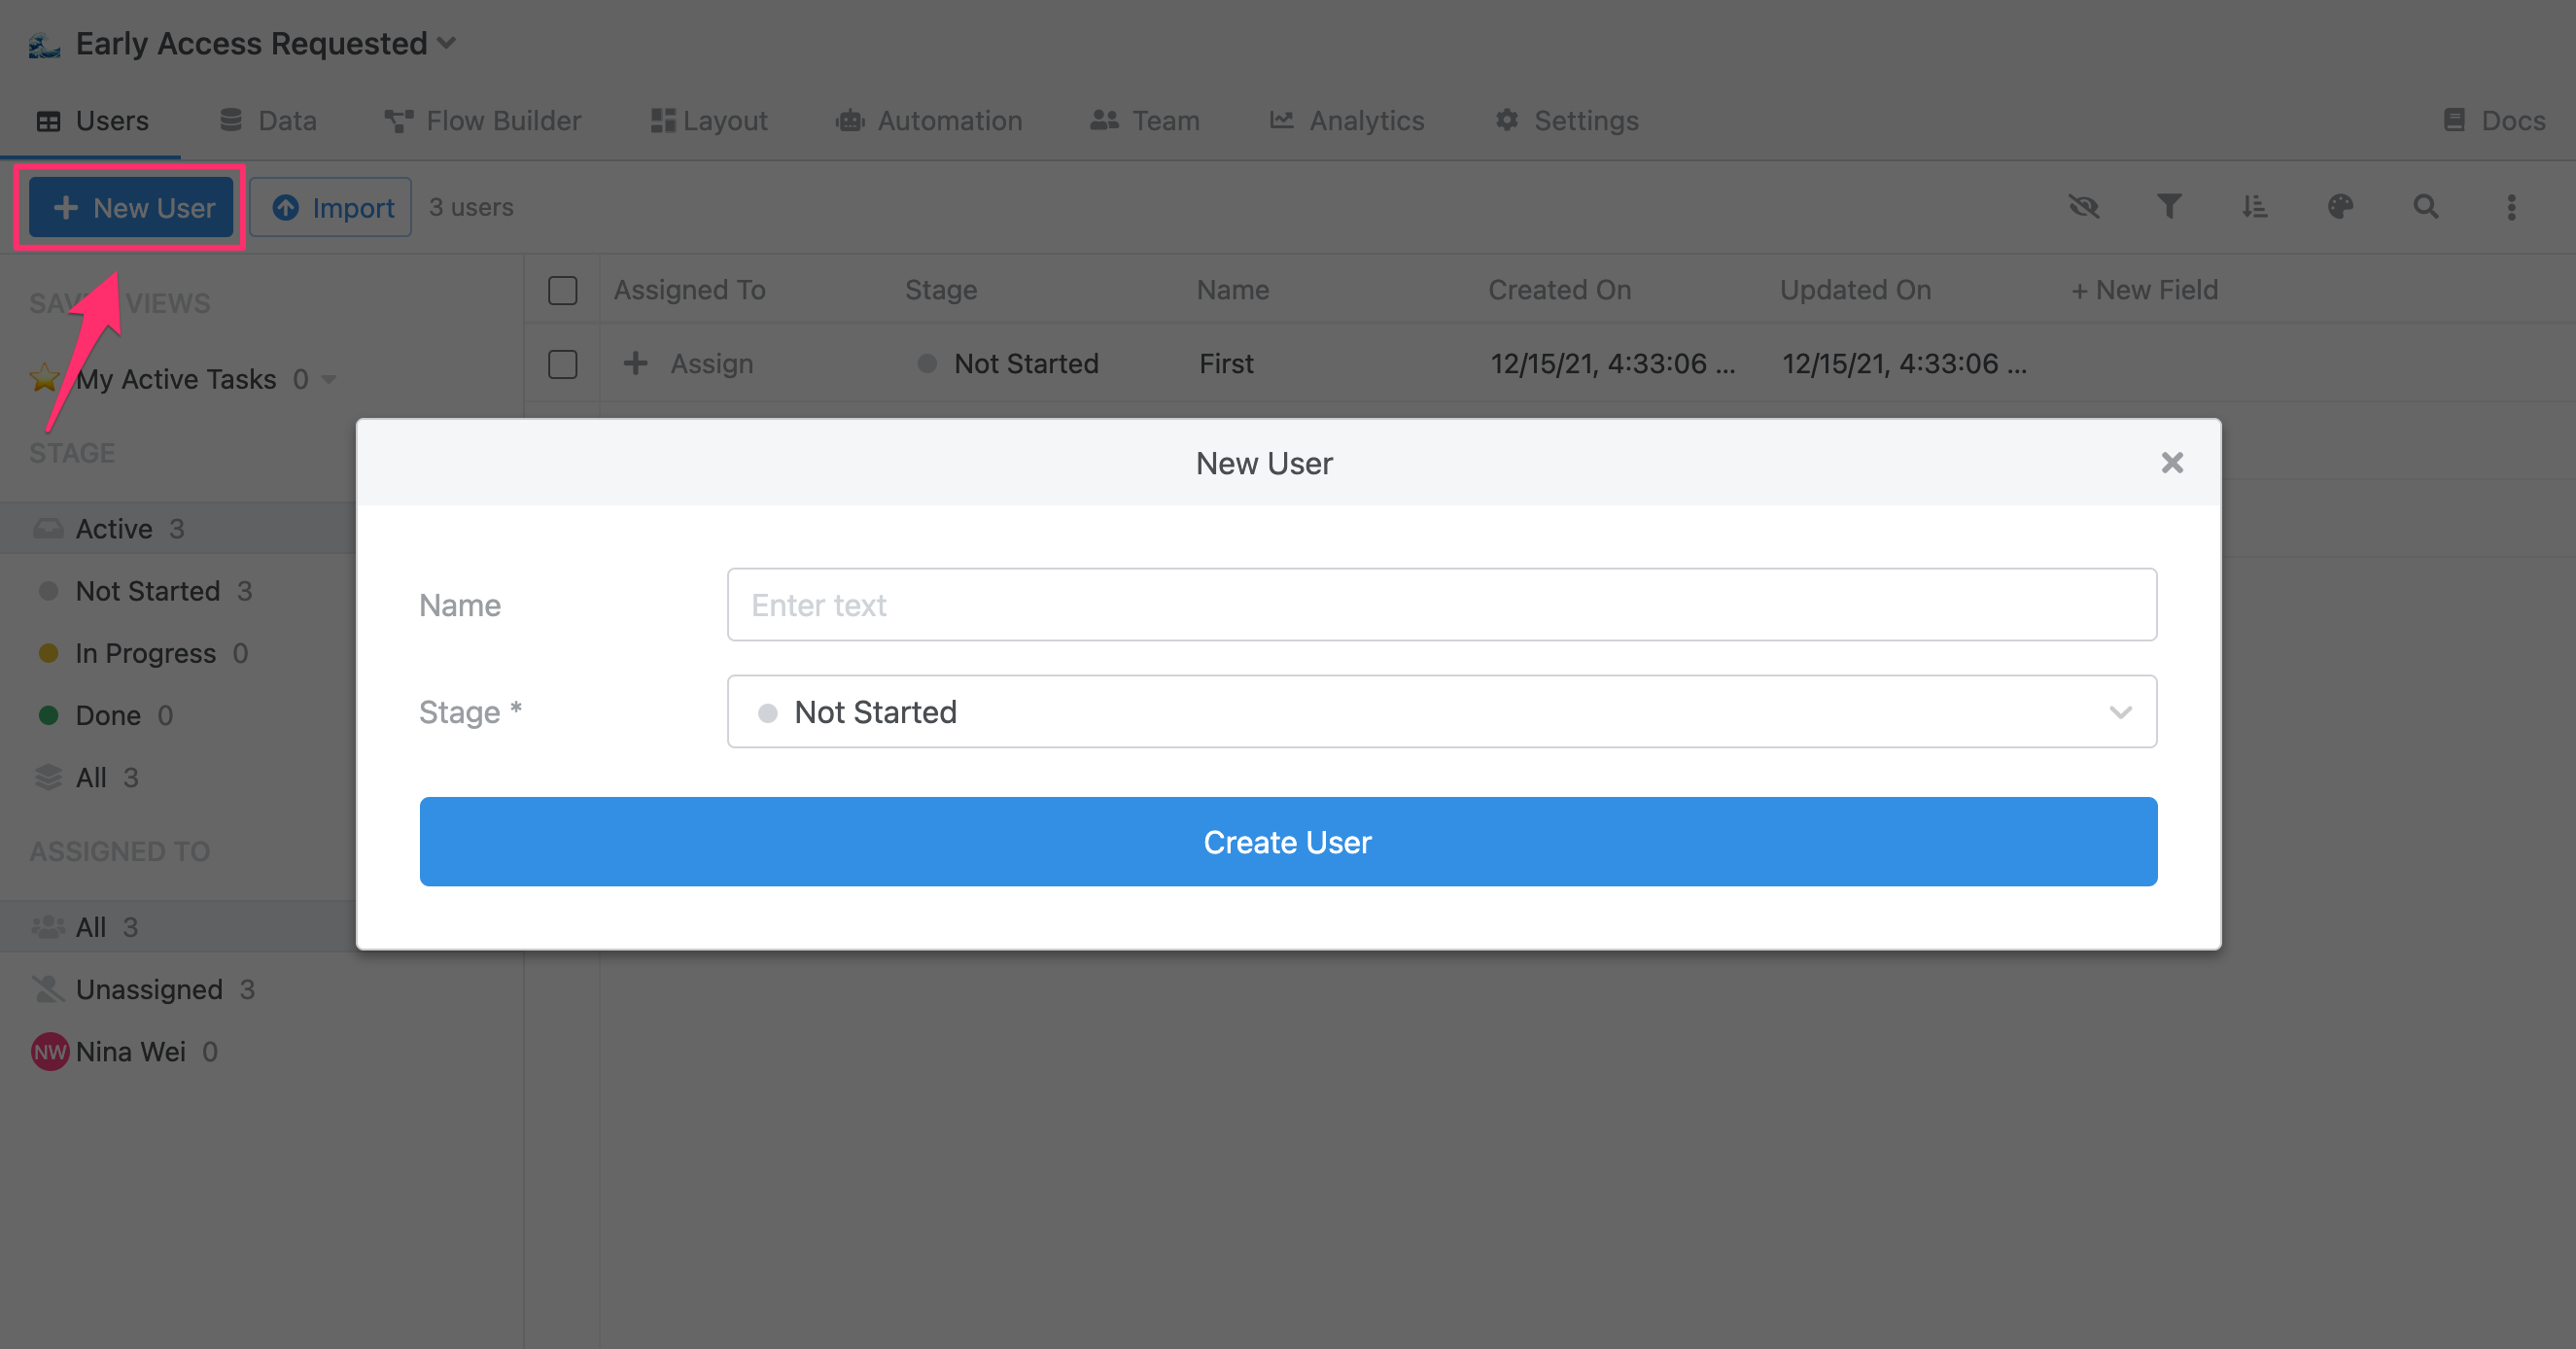 Early Access Requested
Users Data Flow Builder Layout Automation Team Analytics Settings Docs
New User Import 3 users
SAVED VIEWS
My Active Tasks 0
STAGE
Active 3
Not Started 3
In Progress 0
Done 0
All 3
ASSIGNED TO
All 3
Unassigned 3
NW Nina Wei 0
Assigned To Stage Name Created On Updated On + New Field
Assign Not Started First 12/15/21, 4:33:06 ... 12/15/21, 4:33:06 ...
New User
Name Enter text
Stage * Not Started
Create User